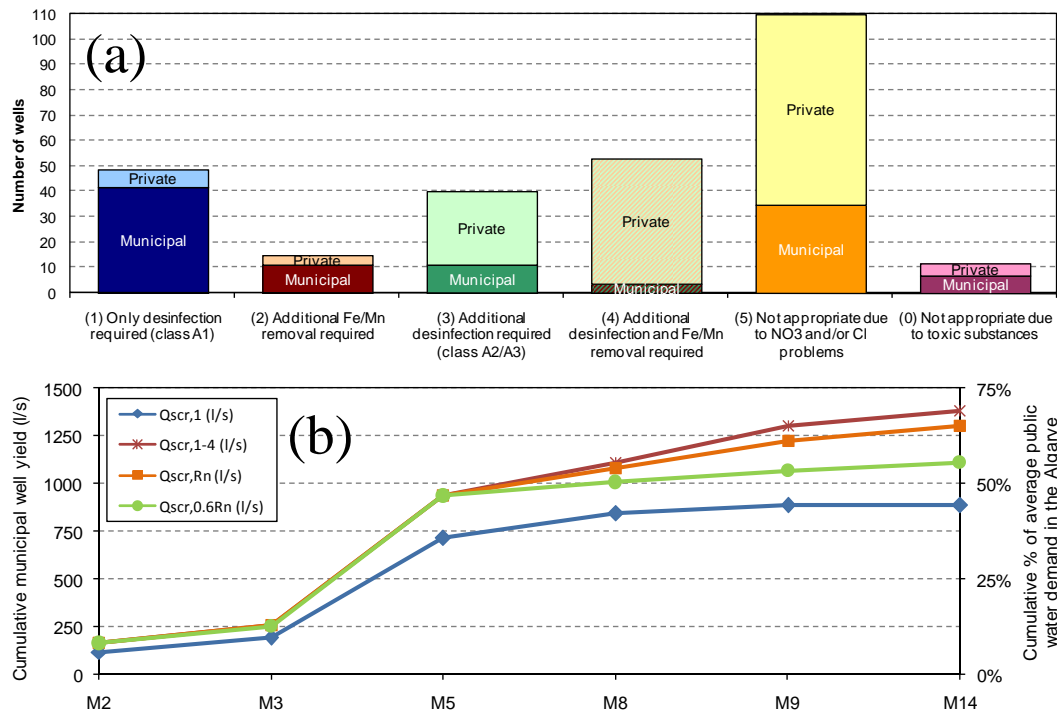 (a)
Number of wells
110
100
90
80
70
60
50
40
30
20
10
0
Private
Municipal
Private
Municipal
Private
Municipal
Private
Municipal
Private
Municipal
Private
Municipal
(1) Only desinfection
required (class A1)
(2) Additional Fe/Mn
removal required
(3) Additional
desinfection required
(class A2/A3)
(4) Additional
desinfection and Fe/Mn
removal required
(5) Not appropriate due
to NO3 and/or Cl
problems
(0) Not appropriate due
to toxic substances
(b)
Cumulative municipal well yield (l/s)
1500
1250
1000
750
500
250
0
Qscr,1 (l/s)
Qscr,1-4 (l/s)
Qscr,Rn (l/s)
Qscr,0.6Rn (l/s)
75%
50%
25%
0%
Cumulative % of average public
water demand in the Algarve
M2
M3
M5
M8
M9
M14